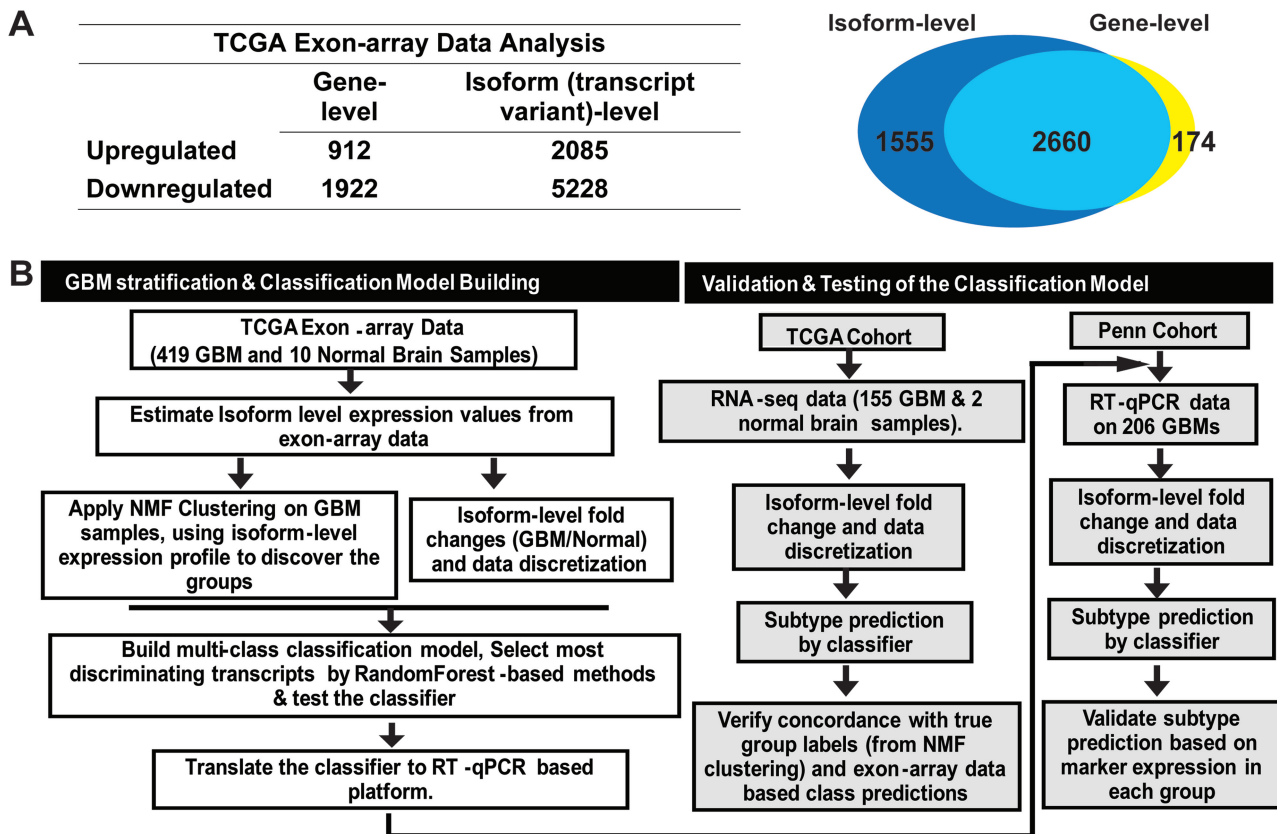 A
TCGA Exon-array Data Analysis
Gene-
level
Isoform (transcript
variant)-level
Upregulated 912 2085
Downregulated 1922 5228
Isoform-level Gene-level
1555 2660 174
B
GBM stratification & Classification Model Building
TCGA Exon - array Data
(419 GBM and 10 Normal Brain Samples)
Estimate Isoform level expression values from
exon-array data
Apply NMF Clustering on GBM
samples, using isoform-level
expression profile to discover the
groups
Isoform-level fold
changes (GBM/Normal)
and data discretization
Build multi-class classification model, Select most
discriminating transcripts by RandomForest -based methods
& test the classifier
Translate the classifier to RT -qPCR based
platform.
Validation & Testing of the Classification Model
TCGA Cohort
RNA -seq data (155 GBM & 2
normal brain samples).
Isoform-level fold
change and data
discretization
Subtype prediction
by classifier
Verify concordance with true
group labels (from NMF
clustering) and exon-array data
based class predictions
Penn Cohort
RT-qPCR data
on 206 GBMs
Isoform-level fold
change and data
discretization
Subtype prediction
by classifier
Validate subtype
prediction based on
marker expression in
each group